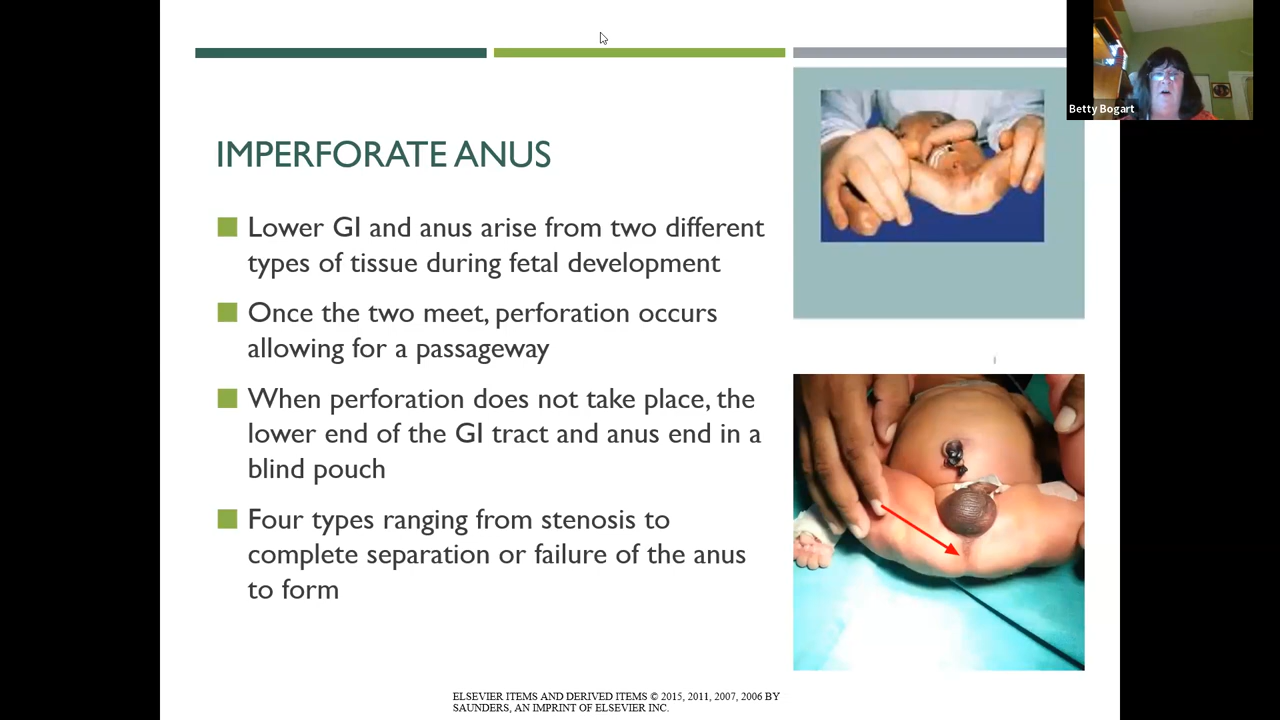 Betty Bogart
IMPERFORATE ANUS
Lower GI and anus arise from two different
types of tissue during fetal development
Once the two meet, perforation occurs
allowing for a passageway
When perforation does not take place, the
lower end of the GI tract and anus end in a
blind pouch
Four types ranging from stenosis to
complete separation or failure of the anus
to form
ELSEVIER ITEMS AND DERIVED ITEMS © 2015, 2011, 2007, 2006 BY
SAUNDERS, AN IMPRINT OF ELSEVIER INC.